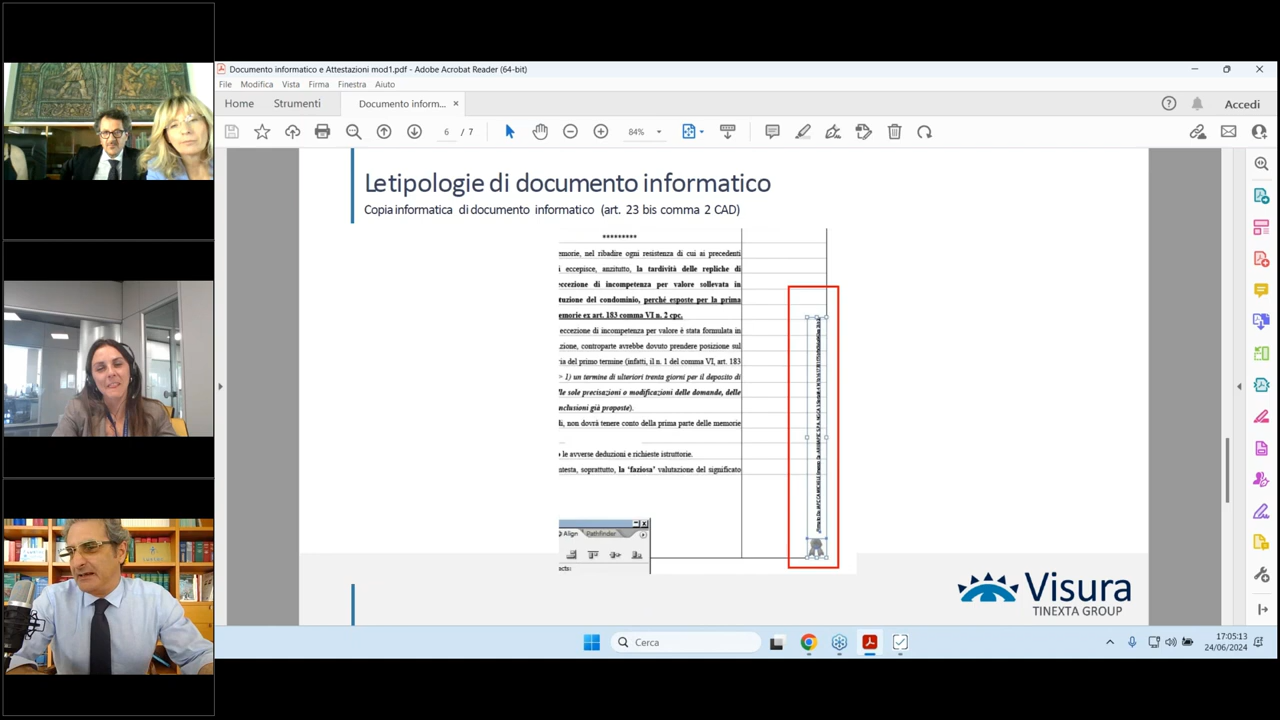 Documento informatico e Attestazioni mod1.pdf - Adobe Acrobat Reader (64-bit)
File Modifica Vista Firma Finestra Aiuto
Home Strumenti Documento inform... × Accedi
6 / 7 84%
Le tipologie di documento informatico
Copia informatica di documento informatico (art. 23 bis comma 2 CAD)
*********
emorie, nel ribadire ogni resistenza di cui ai precedenti
i eccepisce, anzitutto, la tardività delle repliche di
ccezione di incompetenza per valore sollevata in
tuzione del condominio, perché esposte per la prima
memorie ex art. 183 comma VI n. 2 cpc.
eccezione di incompetenza per valore è stata formulata in
zione, controparte avrebbe dovuto prendere posizione sul
ia del primo termine (infatti, il n. 1 del comma VI, art. 183
> 1) un termine di ulteriori trenta giorni per il deposito di
le sole precisazioni o modificazioni delle domande, delle
nclusioni già proposte).
di, non dovrà tenere conto della prima parte delle memorie
o le avverse deduzioni e richieste istruttorie.
ntesta, soprattutto, la 'faziosa' valutazione del significato
Align Pathfinder
Visura
TINEXTA GROUP
Cerca
17:05:13
24/06/2024